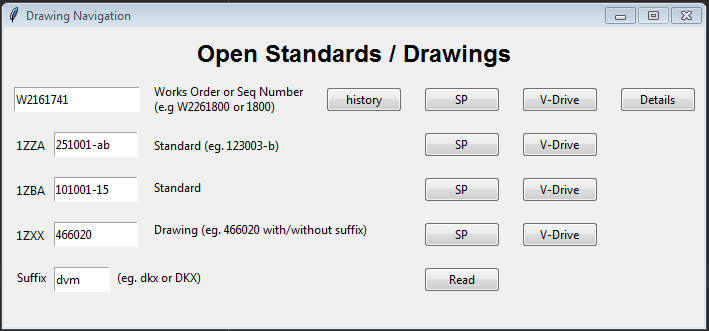 Drawing Navigation
Open Standards / Drawings
W2161741 Works Order or Seq Number history SP V-Drive Details
(e.g W2261800 or 1800)
1ZZA 251001-ab Standard (eg. 123003-b) SP V-Drive
1ZBA 101001-15 Standard SP V-Drive
1ZXX 466020 Drawing (eg. 466020 with/without suffix) SP V-Drive
Suffix dvm (eg. dkx or DKX) Read